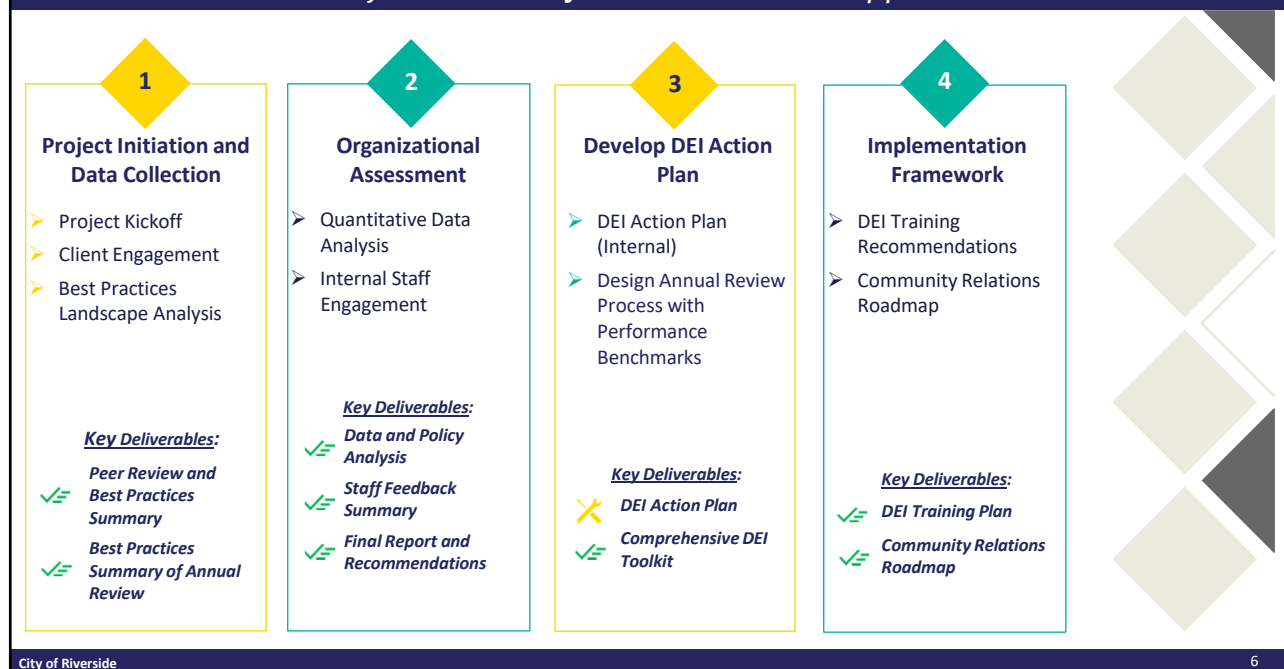 1
Project Initiation and
Data Collection
Project Kickoff
Client Engagement
Best Practices
Landscape Analysis
Key Deliverables:
Peer Review and
Best Practices
Summary
Best Practices
Summary of Annual
Review
2
Organizational
Assessment
Quantitative Data
Analysis
Internal Staff
Engagement
Key Deliverables:
Data and Policy
Analysis
Staff Feedback
Summary
Final Report and
Recommendations
3
Develop DEI Action
Plan
DEI Action Plan
(Internal)
Design Annual Review
Process with
Performance
Benchmarks
Key Deliverables:
DEI Action Plan
Comprehensive DEI
Toolkit
4
Implementation
Framework
DEI Training
Recommendations
Community Relations
Roadmap
Key Deliverables:
DEI Training Plan
Community Relations
Roadmap
City of Riverside
6